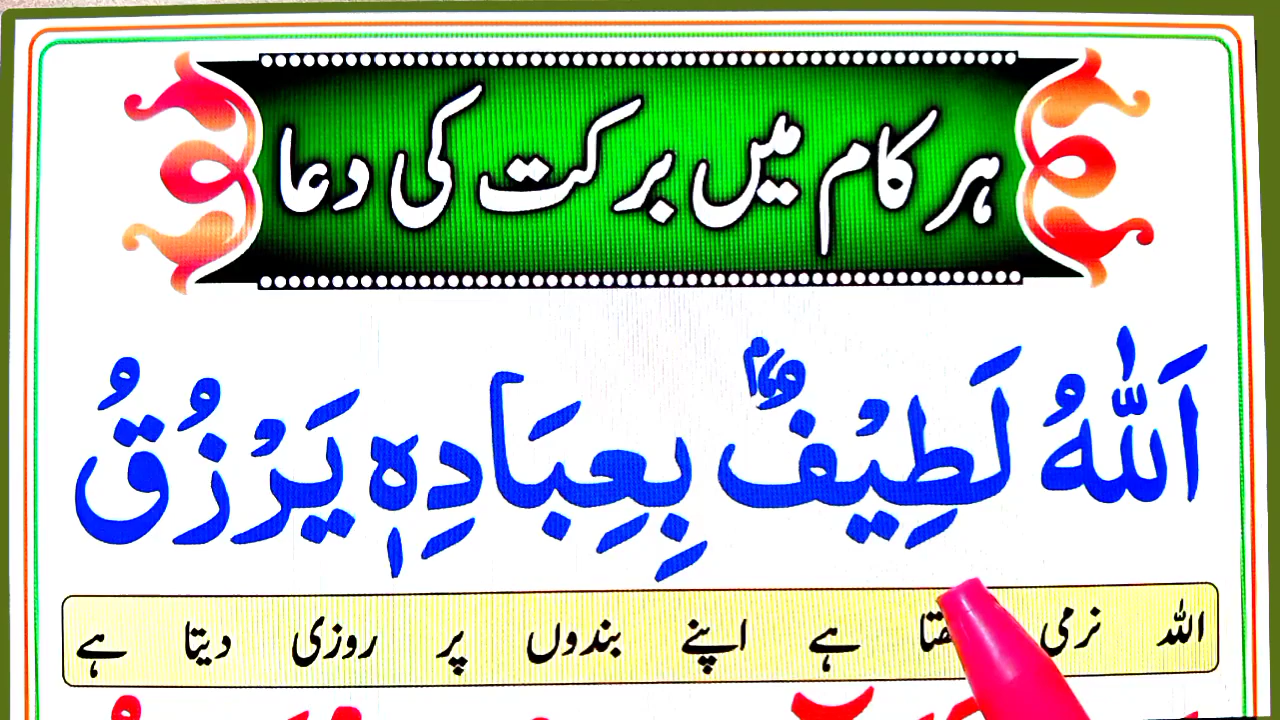 ہر کام میں برکت کی دعا
اَللّٰهُ لَطِيْفٌۢ بِعِبَادِهٖ يَرْزُقُ
اللہ نرمی ہے اپنے بندوں پر روزی دیتا ہے